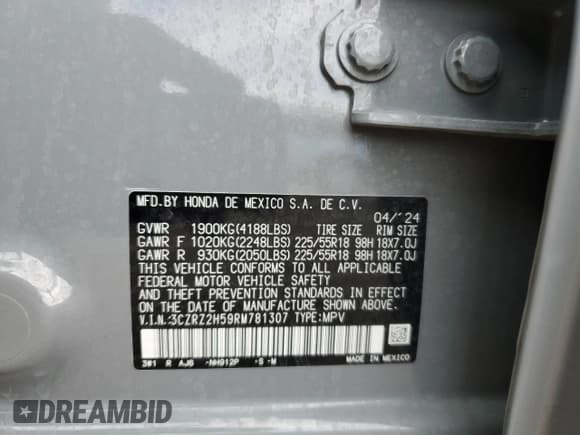 MFD.BY HONDA DE MEXICO S.A. DE C.V.
04/´24
GVWR 1900KG(4188LBS) TIRE SIZE RIM SIZE
GAWR F 1020KG(2248LBS) 225/55R18 98H 18X7.0J
GAWR R 930KG(2050LBS) 225/55R18 98H 18X7.0J
THIS VEHICLE CONFORMS TO ALL APPLICABLE
FEDERAL MOTOR VEHICLE SAFETY AND
THEFT PREVENTION STANDARDS IN EFFECT
ON THE DATE OF MANUFACTURE SHOWN ABOVE.
V.I.N.:3CZRZ2H59RM781307 TYPE:MPV
3W1 R AJ6 -NH912P -S -M MADE IN MEXICO
DREAMBID